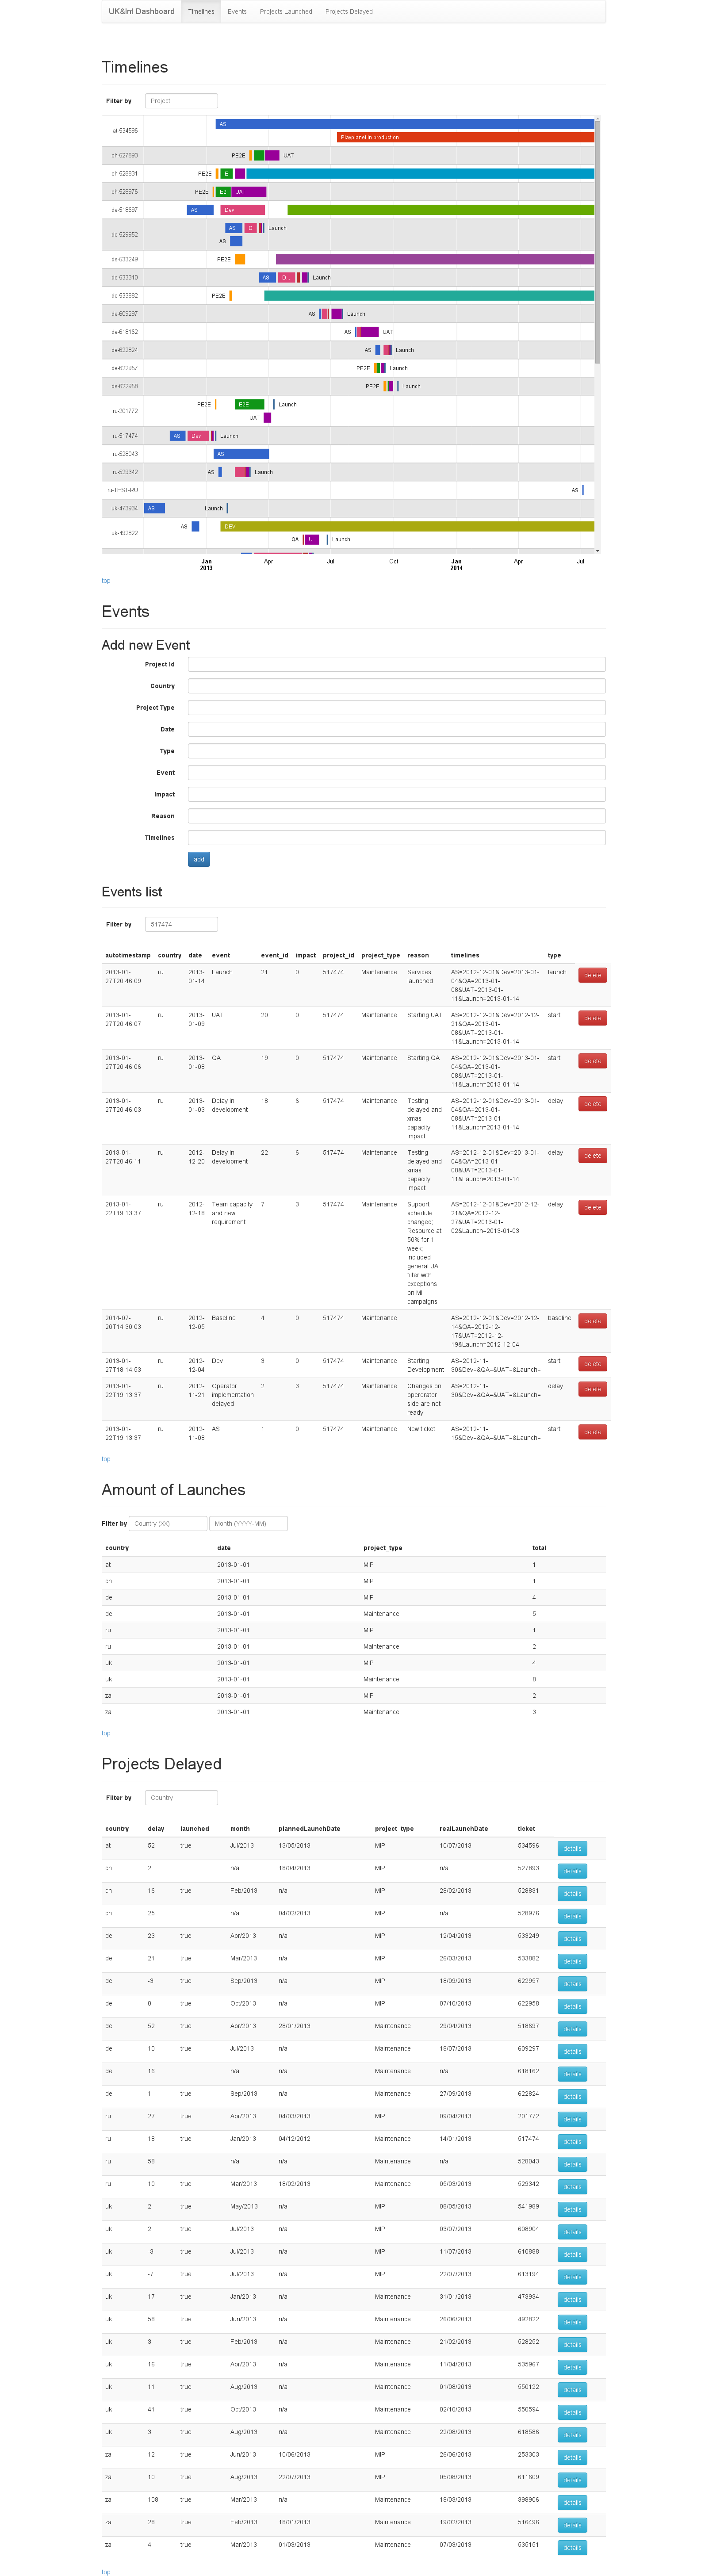 UK&Int Dashboard Timelines Events Projects Launched Projects Delayed
Timelines
Filter by Project
at-534596 AS
Playplanet in production
ch-527893 PE2E UAT
ch-528831 PE2E E
ch-528976 PE2E E2 UAT
de-518697 AS Dev
de-529952 AS D Launch
AS
de-533249 PE2E
de-533310 AS D... Launch
de-533882 PE2E
de-609297 AS Launch
de-618162 AS UAT
de-622824 AS Launch
de-622957 PE2E Launch
de-622958 PE2E Launch
ru-201772 PE2E E2E Launch
UAT
ru-517474 AS Dev Launch
ru-528043 AS
ru-529342 AS Launch
ru-TEST-RU AS
uk-473934 AS Launch
uk-492822 AS DEV
QA U Launch
Jan 2013 Apr Jul Oct Jan 2014 Apr Jul
top
Events
Add new Event
Project Id
Country
Project Type
Date
Type
Event
Impact
Reason
Timelines
add
Events list
Filter by 517474
autotimestamp country date event event_id impact project_id project_type reason timelines type
2013-01-27T20:46:09 ru 2013-01-14 Launch 21 0 517474 Maintenance Services launched AS=2012-12-01&Dev=2013-01-04&QA=2013-01-08&UAT=2013-01-11&Launch=2013-01-14 launch delete
2013-01-27T20:46:07 ru 2013-01-09 UAT 20 0 517474 Maintenance Starting UAT AS=2012-12-01&Dev=2012-12-21&QA=2013-01-08&UAT=2013-01-11&Launch=2013-01-14 start delete
2013-01-27T20:46:06 ru 2013-01-08 QA 19 0 517474 Maintenance Starting QA AS=2012-12-01&Dev=2013-01-04&QA=2013-01-08&UAT=2013-01-11&Launch=2013-01-14 start delete
2013-01-27T20:46:03 ru 2013-01-03 Delay in development 18 6 517474 Maintenance Testing delayed and xmas capacity impact AS=2012-12-01&Dev=2013-01-04&QA=2013-01-08&UAT=2013-01-11&Launch=2013-01-14 delay delete
2013-01-27T20:46:11 ru 2012-12-20 Delay in development 22 6 517474 Maintenance Testing delayed and xmas capacity impact AS=2012-12-01&Dev=2013-01-04&QA=2013-01-08&UAT=2013-01-11&Launch=2013-01-14 delay delete
2013-01-22T19:13:37 ru 2012-12-18 Team capacity and new requirement 7 3 517474 Maintenance Support schedule changed; Resource at 50% for 1 week; Included general UA filter with exceptions on MI campaigns AS=2012-12-01&Dev=2012-12-21&QA=2012-12-27&UAT=2013-01-02&Launch=2013-01-03 delay delete
2014-07-20T14:30:03 ru 2012-12-05 Baseline 4 0 517474 Maintenance AS=2012-12-01&Dev=2012-12-14&QA=2012-12-17&UAT=2012-12-19&Launch=2012-12-04 baseline delete
2013-01-27T18:14:53 ru 2012-12-04 Dev 3 0 517474 Maintenance Starting Development AS=2012-11-30&Dev=&QA=&UAT=&Launch= start delete
2013-01-22T19:13:37 ru 2012-11-21 Operator implementation delayed 2 3 517474 Maintenance Changes on opererator side are not ready AS=2012-11-30&Dev=&QA=&UAT=&Launch= delay delete
2013-01-22T19:13:37 ru 2012-11-08 AS 1 0 517474 Maintenance New ticket AS=2012-11-15&Dev=&QA=&UAT=&Launch= start delete
top
Amount of Launches
Filter by Country (XX) Month (YYYY-MM)
country date project_type total
at 2013-01-01 MIP 1
ch 2013-01-01 MIP 1
de 2013-01-01 MIP 4
de 2013-01-01 Maintenance 5
ru 2013-01-01 MIP 1
ru 2013-01-01 Maintenance 2
uk 2013-01-01 MIP 4
uk 2013-01-01 Maintenance 8
za 2013-01-01 MIP 2
za 2013-01-01 Maintenance 3
top
Projects Delayed
Filter by Country
country delay launched month plannedLaunchDate project_type realLaunchDate ticket
at 52 true Jul/2013 13/05/2013 MIP 10/07/2013 534596 details
ch 2 n/a 18/04/2013 MIP n/a 527893 details
ch 16 true Feb/2013 n/a MIP 28/02/2013 528831 details
ch 25 n/a 04/02/2013 MIP n/a 528976 details
de 23 true Apr/2013 n/a MIP 12/04/2013 533249 details
de 21 true Mar/2013 n/a MIP 26/03/2013 533882 details
de -3 true Sep/2013 n/a MIP 18/09/2013 622957 details
de 0 true Oct/2013 n/a MIP 07/10/2013 622958 details
de 52 true Apr/2013 28/01/2013 Maintenance 29/04/2013 518697 details
de 10 true Jul/2013 n/a Maintenance 18/07/2013 609297 details
de 16 true n/a n/a Maintenance n/a 618162 details
de 1 true Sep/2013 n/a Maintenance 27/09/2013 622824 details
ru 27 true Apr/2013 04/03/2013 MIP 09/04/2013 201772 details
ru 18 true Jan/2013 04/12/2012 Maintenance 14/01/2013 517474 details
ru 58 true n/a n/a Maintenance n/a 528043 details
ru 10 true Mar/2013 18/02/2013 Maintenance 05/03/2013 529342 details
uk 2 true May/2013 n/a MIP 08/05/2013 541989 details
uk 2 true Jul/2013 n/a MIP 03/07/2013 608904 details
uk -3 true Jul/2013 n/a MIP 11/07/2013 610888 details
uk -7 true Jul/2013 n/a MIP 22/07/2013 613194 details
uk 17 true Jan/2013 n/a Maintenance 31/01/2013 473934 details
uk 58 true Jun/2013 n/a Maintenance 26/06/2013 492822 details
uk 3 true Feb/2013 n/a Maintenance 21/02/2013 528252 details
uk 16 true Apr/2013 n/a Maintenance 11/04/2013 535967 details
uk 11 true Aug/2013 n/a Maintenance 01/08/2013 550122 details
uk 41 true Oct/2013 n/a Maintenance 02/10/2013 550594 details
uk 3 true Aug/2013 n/a Maintenance 22/08/2013 618586 details
za 12 true Jun/2013 10/06/2013 MIP 26/06/2013 253303 details
za 10 true Aug/2013 22/07/2013 MIP 05/08/2013 611609 details
za 108 true Mar/2013 n/a Maintenance 18/03/2013 398906 details
za 28 true Feb/2013 18/01/2013 Maintenance 19/02/2013 516496 details
za 4 true Mar/2013 01/03/2013 Maintenance 07/03/2013 535151 details
top